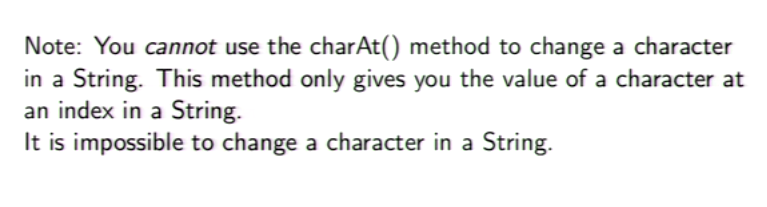 Note: You cannot use the charAt() method to change a character
in a String. This method only gives you the value of a character at
an index in a String.
It is impossible to change a character in a String.